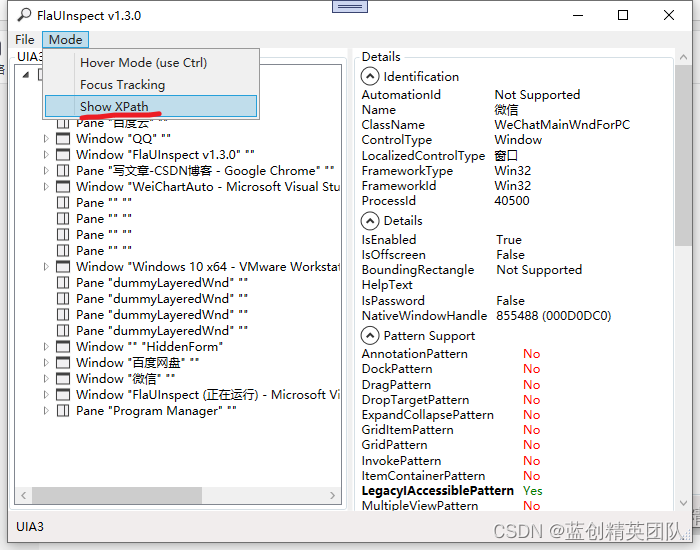 FlaUInspect v1.3.0
File Mode
UIA3
Hover Mode (use Ctrl)
Focus Tracking
Show XPath
Pane "百度云" ""
Window "QQ" ""
Window "FlaUInspect v1.3.0" ""
Pane "写文章-CSDN博客 - Google Chrome" ""
Window "WeiChartAuto - Microsoft Visual Stu
Pane "" ""
Pane "" ""
Pane "" ""
Pane "" ""
Window "Windows 10 x64 - VMware Workstat
Pane "dummyLayeredWnd" ""
Pane "dummyLayeredWnd" ""
Pane "dummyLayeredWnd" ""
Pane "dummyLayeredWnd" ""
Window "" "HiddenForm"
Window "百度网盘" ""
Window "微信" ""
Window "FlaUInspect (正在运行) - Microsoft Vi
Pane "Program Manager" ""
Details
Identification
AutomationId Not Supported
Name 微信
ClassName WeChatMainWndForPC
ControlType Window
LocalizedControlType 窗口
FrameworkType Win32
FrameworkId Win32
ProcessId 40500
Details
IsEnabled True
IsOffscreen False
BoundingRectangle Not Supported
HelpText
IsPassword False
NativeWindowHandle 855488 (000D0DC0)
Pattern Support
AnnotationPattern No
DockPattern No
DragPattern No
DropTargetPattern No
ExpandCollapsePattern No
GridItemPattern No
GridPattern No
InvokePattern No
ItemContainerPattern No
LegacyIAccessiblePattern Yes
MultipleViewPattern No
UIA3
CSDN @蓝创精英团队